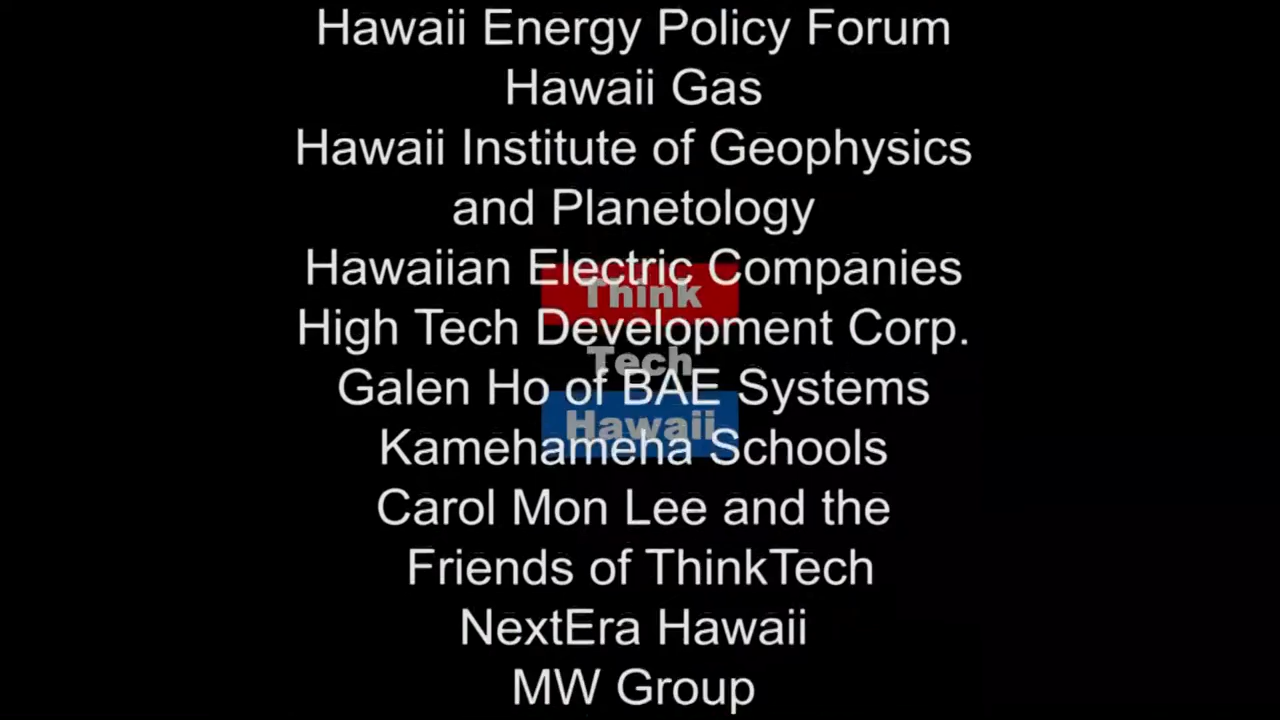 Hawaii Energy Policy Forum
Hawaii Gas
Hawaii Institute of Geophysics
and Planetology
Hawaiian Electric Companies
Think
High Tech Development Corp.
Tech
Galen Ho of BAE Systems
Hawaii
Kamehameha Schools
Carol Mon Lee and the
Friends of ThinkTech
NextEra Hawaii
MW Group